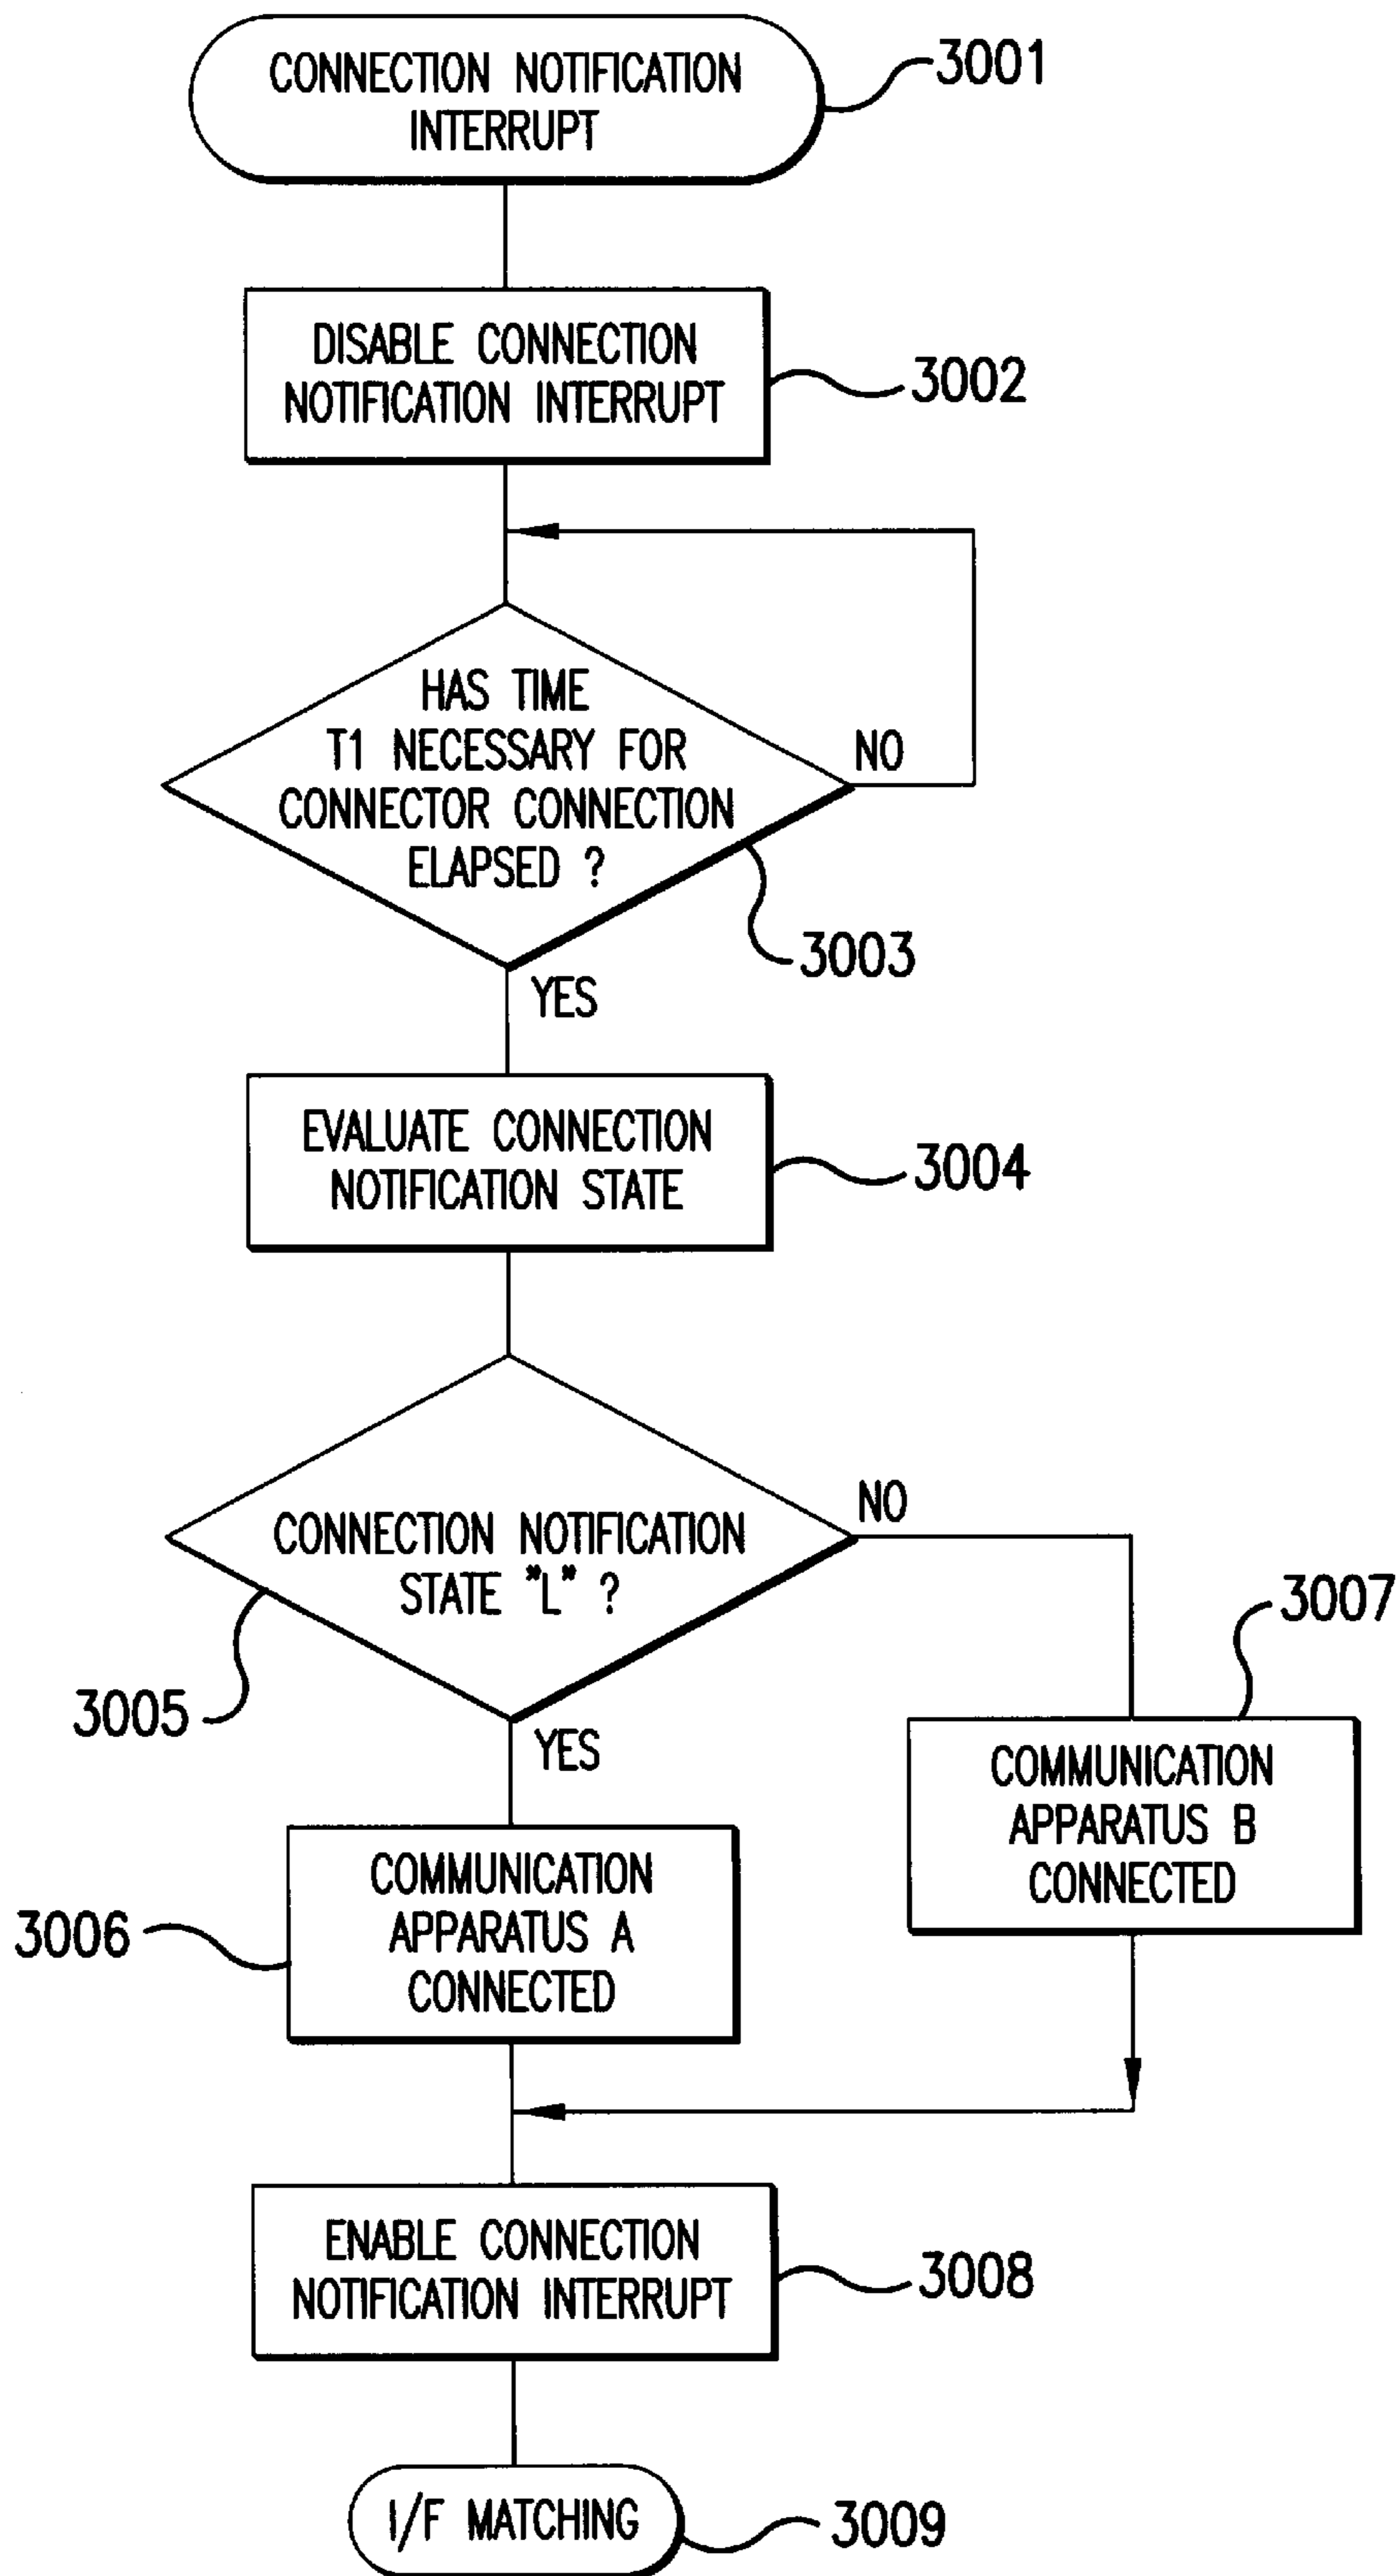 CONNECTION NOTIFICATION
INTERRUPT
3001
DISABLE CONNECTION
NOTIFICATION INTERRUPT
3002
HAS TIME
T1 NECESSARY FOR
CONNECTOR CONNECTION
ELAPSED ?
NO
3003
YES
EVALUATE CONNECTION
NOTIFICATION STATE
3004
CONNECTION NOTIFICATION
STATE "L" ?
NO
3005
YES
3007
COMMUNICATION
APPARATUS B
CONNECTED
COMMUNICATION
APPARATUS A
CONNECTED
3006
ENABLE CONNECTION
NOTIFICATION INTERRUPT
3008
I/F MATCHING
3009